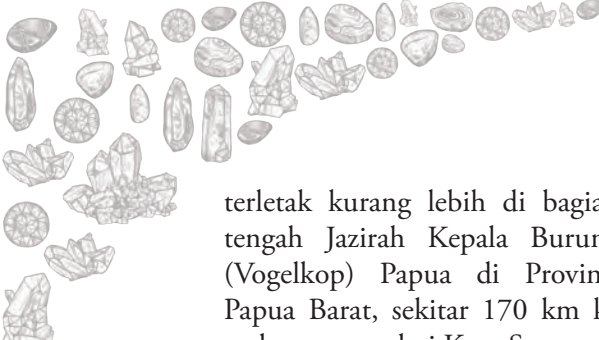 terletak kurang lebih di bagia
tengah Jazirah Kepala Burun
(Vogelkop) Papua di Provin
Papua Barat, sekitar 170 km k